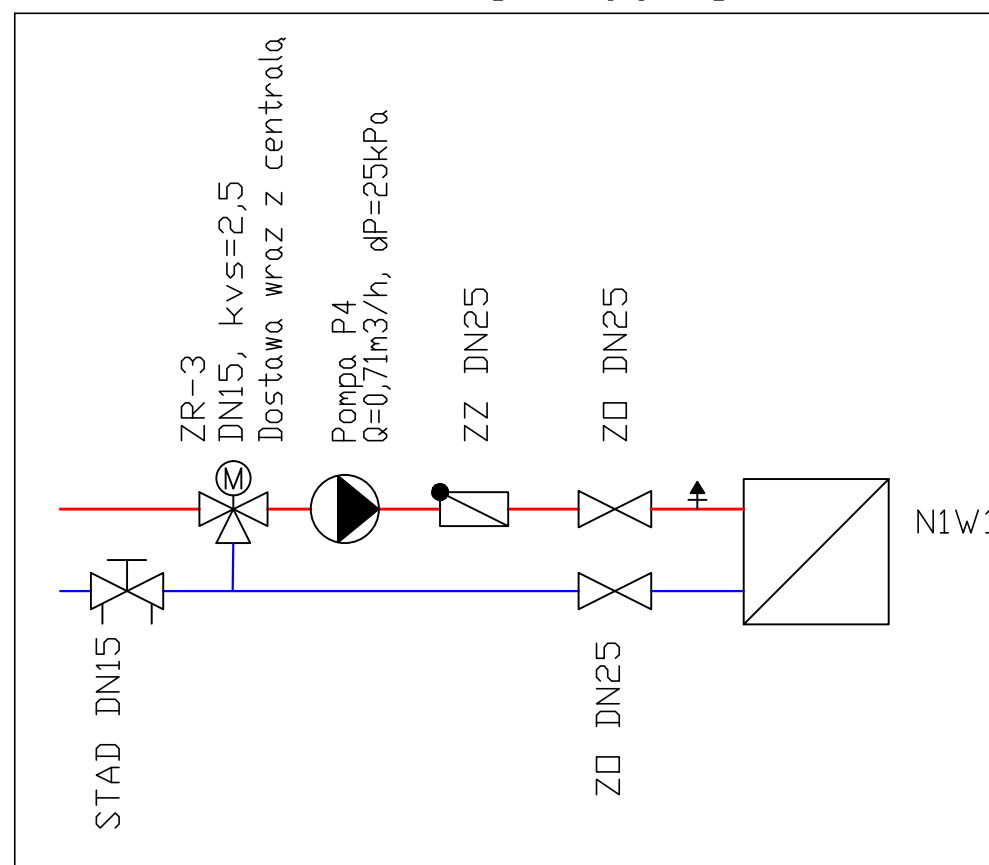 ZR-3
DN15, kvs=2,5
Dostawa wraz z centralą
Pompa P4
Q=0,71m3/h, dP=25kPa
ZZ DN25
ZO DN25
M
N1W1
STAD DN15
ZO DN25